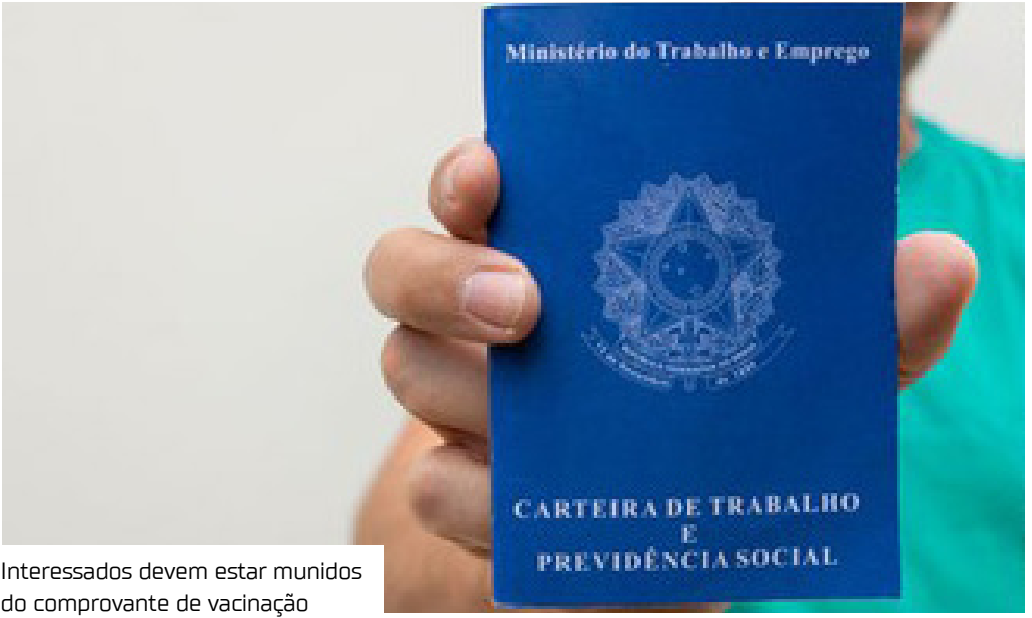 Ministério do Trabalho e Emprego
CARTEIRA DE TRABALHO
E
PREVIDÊNCIA SOCIAL
Interessados devem estar munidos
do comprovante de vacinação